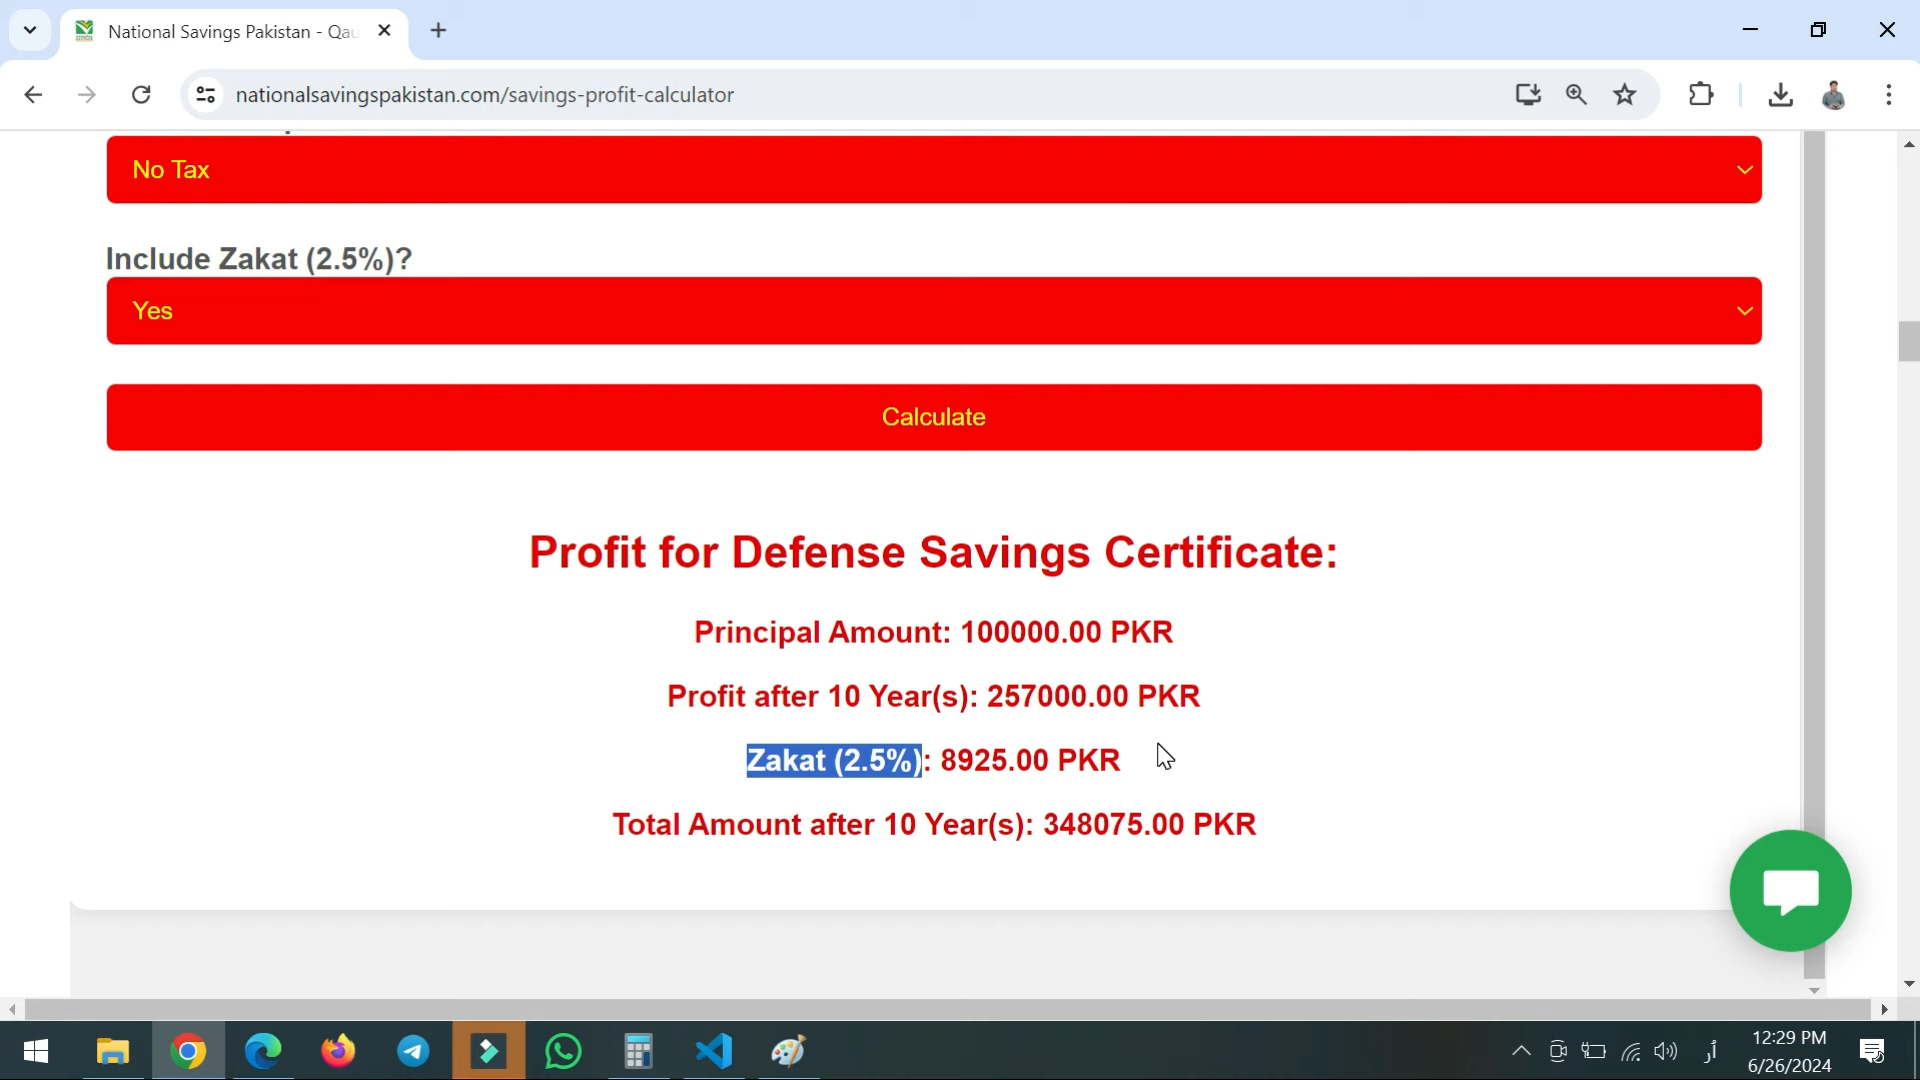 National Savings Pakistan - Qau
nationalsavingspakistan.com/savings-profit-calculator
No Tax
Include Zakat (2.5%)?
Yes
Calculate
Profit for Defense Savings Certificate:
Principal Amount: 100000.00 PKR
Profit after 10 Year(s): 257000.00 PKR
Zakat (2.5%): 8925.00 PKR
Total Amount after 10 Year(s): 348075.00 PKR
12:29 PM
6/26/2024